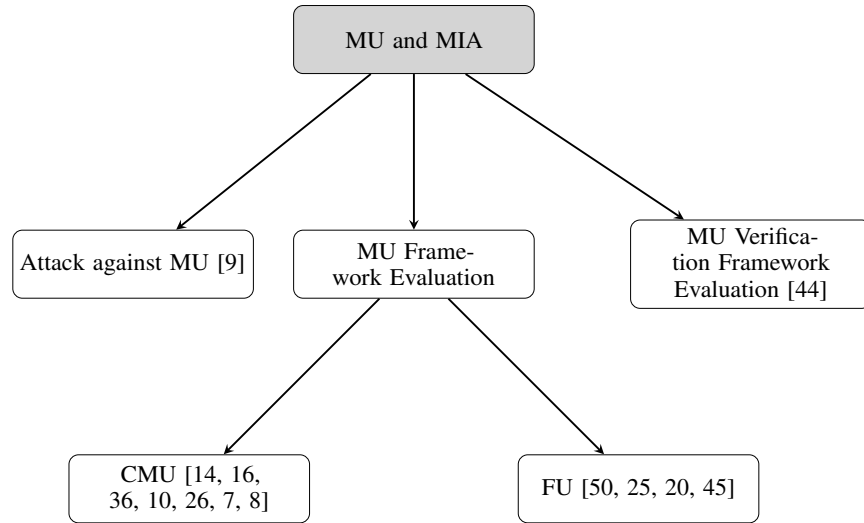 MU and MIA
Attack against MU [9]
MU Frame-
work Evaluation
MU Verifica-
tion Framework
Evaluation [44]
CMU [14, 16,
36, 10, 26, 7, 8]
FU [50, 25, 20, 45]